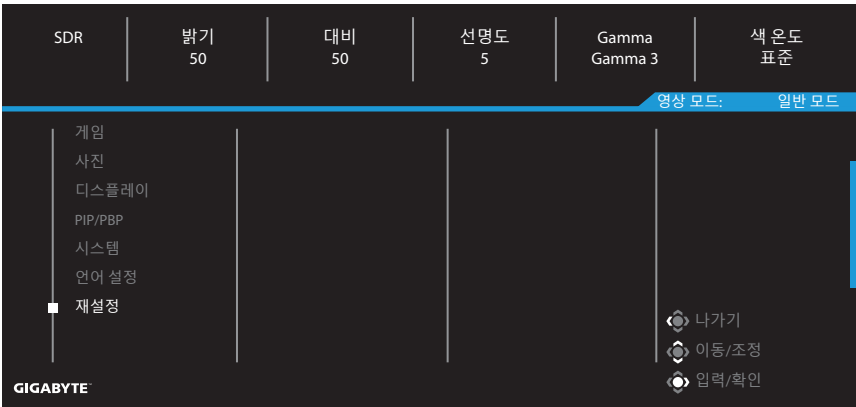 SDR 밝기 대비 선명도 Gamma 색 온도
50 50 5 Gamma 3 표준
영상 모드: 일반 모드
게임
사진
디스플레이
PIP/PBP
시스템
언어 설정
재설정
나가기
이동/조정
입력/확인
GIGABYTE™